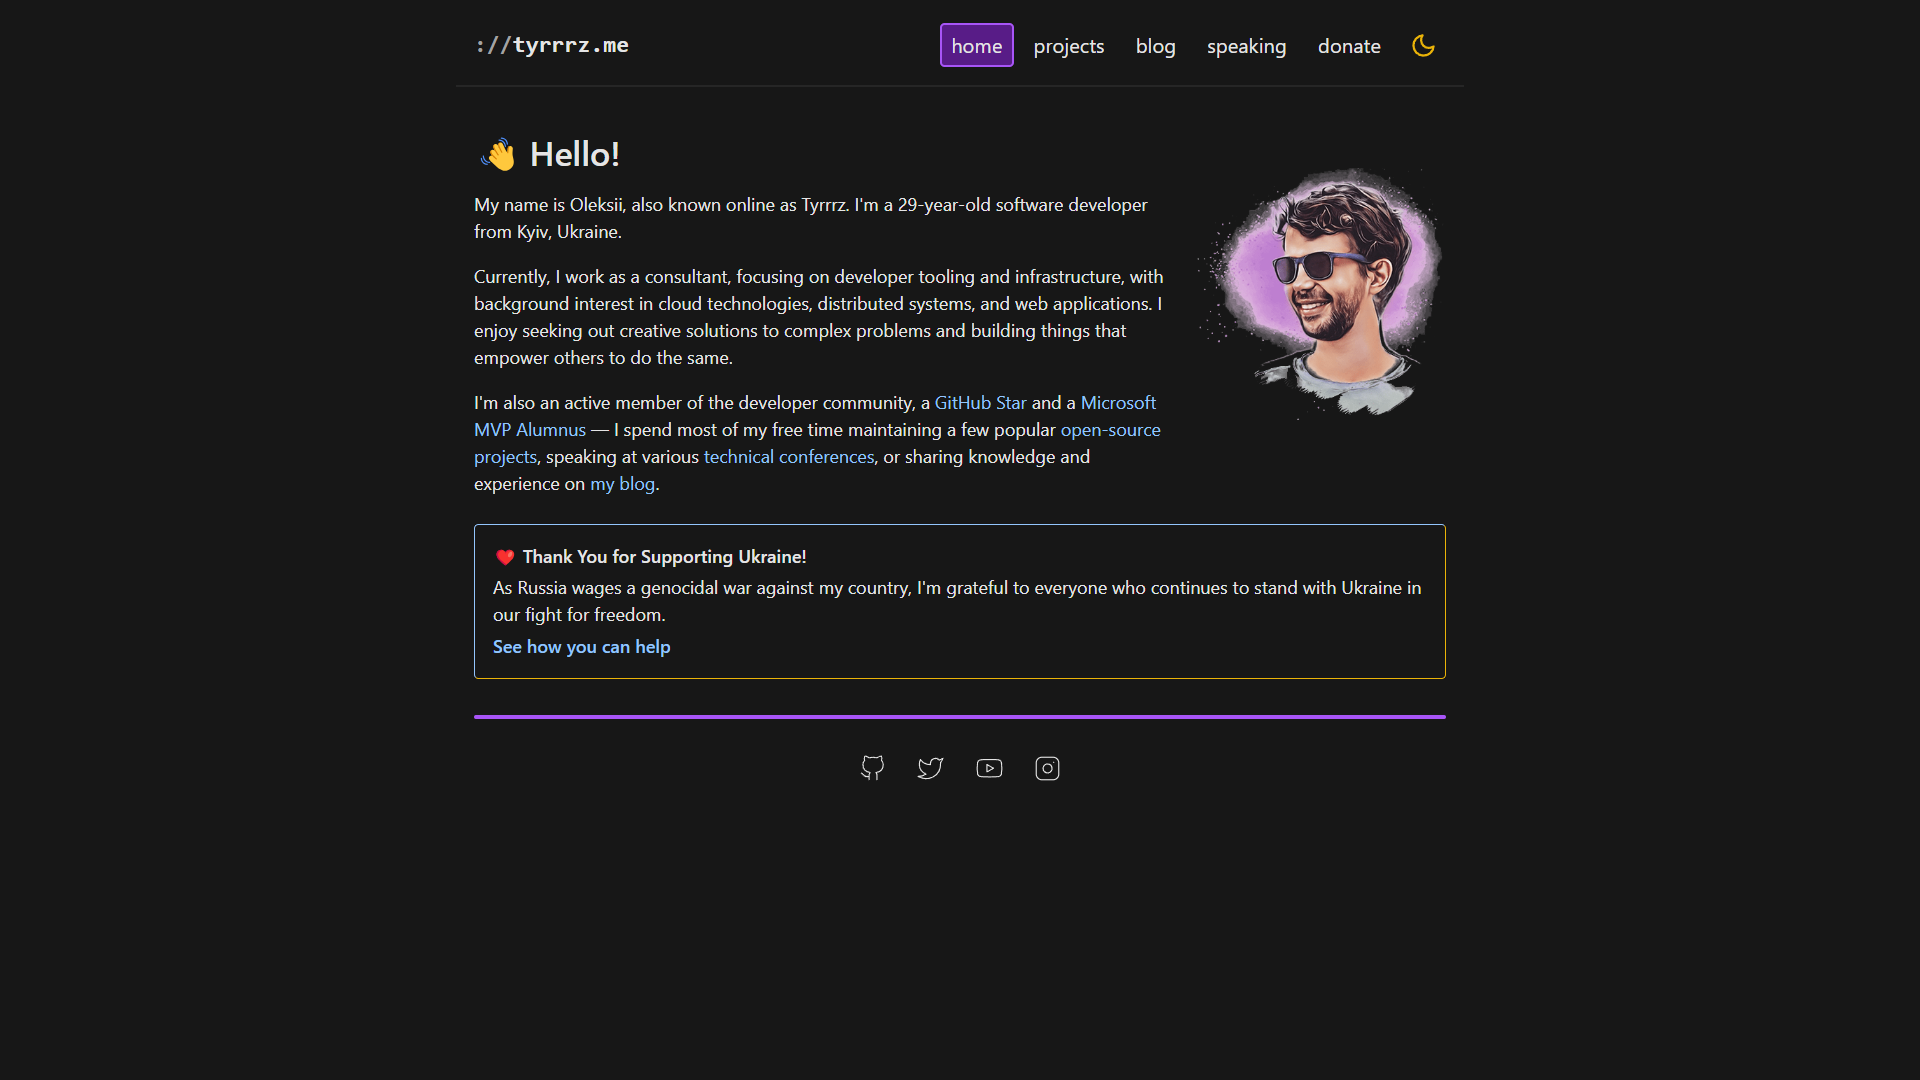 ://tyrrrz.me
home projects blog speaking donate
Hello!
My name is Oleksii, also known online as Tyrrrz. I'm a 29-year-old software developer
from Kyiv, Ukraine.
Currently, I work as a consultant, focusing on developer tooling and infrastructure, with
background interest in cloud technologies, distributed systems, and web applications. I
enjoy seeking out creative solutions to complex problems and building things that
empower others to do the same.
I'm also an active member of the developer community, a GitHub Star and a Microsoft
MVP Alumnus — I spend most of my free time maintaining a few popular open-source
projects, speaking at various technical conferences, or sharing knowledge and
experience on my blog.
Thank You for Supporting Ukraine!
As Russia wages a genocidal war against my country, I'm grateful to everyone who continues to stand with Ukraine in
our fight for freedom.
See how you can help